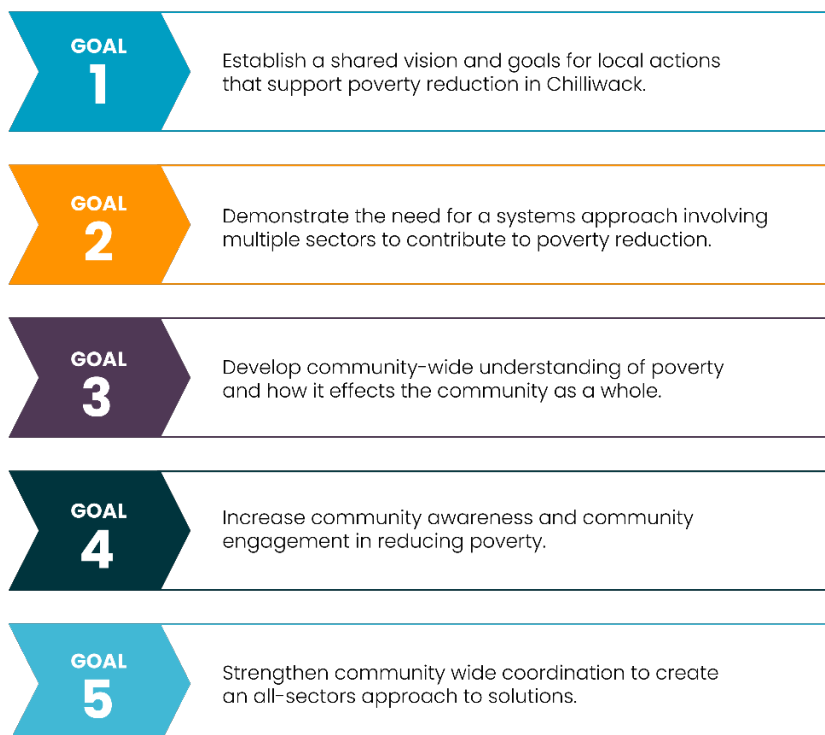 GOAL
1
Establish a shared vision and goals for local actions
that support poverty reduction in Chilliwack.
GOAL
2
Demonstrate the need for a systems approach involving
multiple sectors to contribute to poverty reduction.
GOAL
3
Develop community-wide understanding of poverty
and how it effects the community as a whole.
GOAL
4
Increase community awareness and community
engagement in reducing poverty.
GOAL
5
Strengthen community wide coordination to create
an all-sectors approach to solutions.